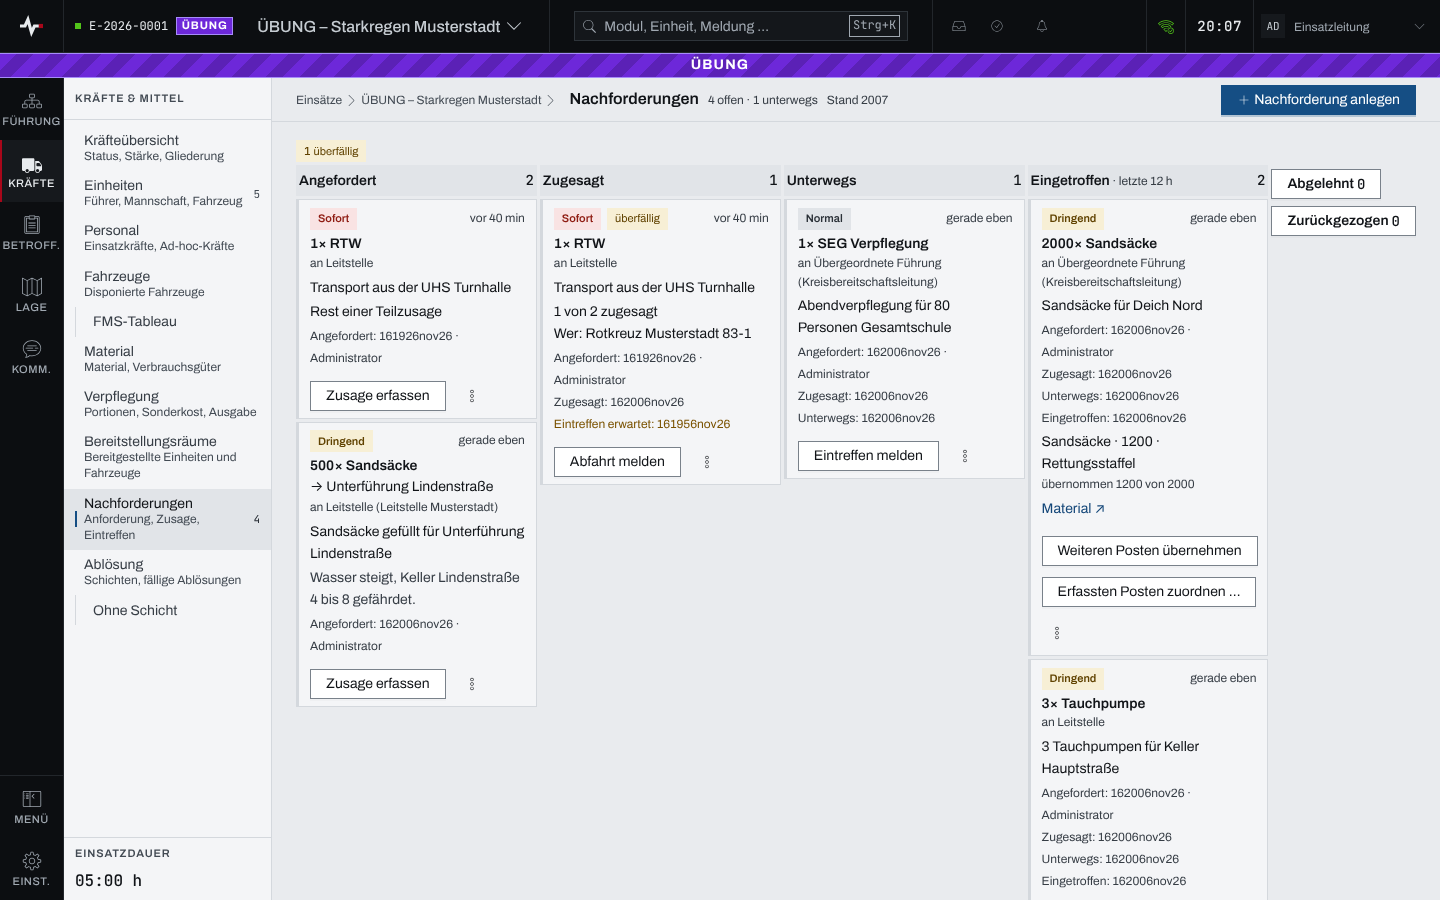 E-2026-0001 ÜBUNG
ÜBUNG – Starkregen Musterstadt
Modul, Einheit, Meldung ...
Strg+K
20:07
AD
Einsatzleitung
ÜBUNG
FÜHRUNG
KRÄFTE
BETROFF.
LAGE
KOMM.
MENÜ
EINST.
KRÄFTE & MITTEL
Kräfteübersicht
Status, Stärke, Gliederung
Einheiten
Führer, Mannschaft, Fahrzeug
5
Personal
Einsatzkräfte, Ad-hoc-Kräfte
Fahrzeuge
Disponierte Fahrzeuge
FMS-Tableau
Material
Material, Verbrauchsgüter
Verpflegung
Portionen, Sonderkost, Ausgabe
Bereitstellungsräume
Bereitgestellte Einheiten und
Fahrzeuge
Nachforderungen
Anforderung, Zusage,
Eintreffen
4
Ablösung
Schichten, fällige Ablösungen
Ohne Schicht
EINSATZDAUER
05:00 h
Einsätze
ÜBUNG – Starkregen Musterstadt
Nachforderungen
4 offen · 1 unterwegs
Stand 2007
+ Nachforderung anlegen
1 überfällig
Angefordert 2
Sofort
vor 40 min
1× RTW
an Leitstelle
Transport aus der UHS Turnhalle
Rest einer Teilzusage
Angefordert: 161926nov26 ·
Administrator
Zusage erfassen
Dringend
gerade eben
500× Sandsäcke
→ Unterführung Lindenstraße
an Leitstelle (Leitstelle Musterstadt)
Sandsäcke gefüllt für Unterführung
Lindenstraße
Wasser steigt, Keller Lindenstraße
4 bis 8 gefährdet.
Angefordert: 162006nov26 ·
Administrator
Zusage erfassen
Zugesagt 1
Sofort
überfällig
vor 40 min
1× RTW
an Leitstelle
Transport aus der UHS Turnhalle
1 von 2 zugesagt
Wer: Rotkreuz Musterstadt 83-1
Angefordert: 161926nov26 ·
Administrator
Zugesagt: 162006nov26
Eintreffen erwartet: 161956nov26
Abfahrt melden
Unterwegs 1
Normal
gerade eben
1× SEG Verpflegung
an Übergeordnete Führung
(Kreisbereitschaftsleitung)
Abendverpflegung für 80
Personen Gesamtschule
Angefordert: 162006nov26 ·
Administrator
Zugesagt: 162006nov26
Unterwegs: 162006nov26
Eintreffen melden
Eingetroffen · letzte 12 h 2
Dringend
gerade eben
2000× Sandsäcke
an Übergeordnete Führung
(Kreisbereitschaftsleitung)
Sandsäcke für Deich Nord
Angefordert: 162006nov26 ·
Administrator
Zugesagt: 162006nov26
Unterwegs: 162006nov26
Eingetroffen: 162006nov26
Sandsäcke · 1200 ·
Rettungsstaffel
übernommen 1200 von 2000
Material ↗
Weiteren Posten übernehmen
Erfassten Posten zuordnen ...
Dringend
gerade eben
3× Tauchpumpe
an Leitstelle
3 Tauchpumpen für Keller
Hauptstraße
Angefordert: 162006nov26 ·
Administrator
Zugesagt: 162006nov26
Unterwegs: 162006nov26
Eingetroffen: 162006nov26
Abgelehnt 0
Zurückgezogen 0